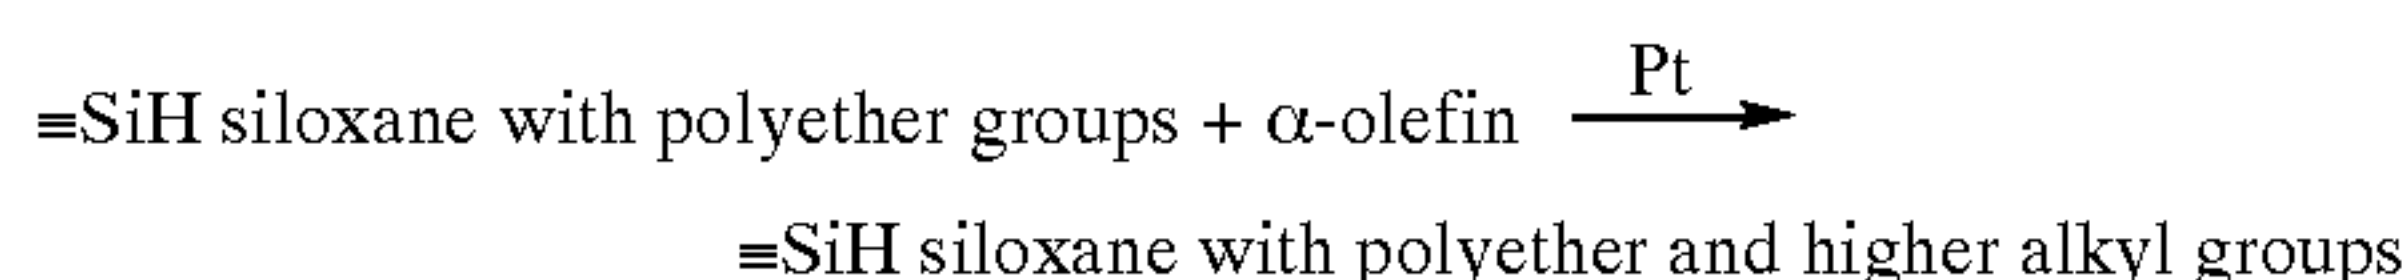 ≡SiH siloxane with polyether groups + α-olefin Pt⟶
≡SiH siloxane with polyether and higher alkyl groups